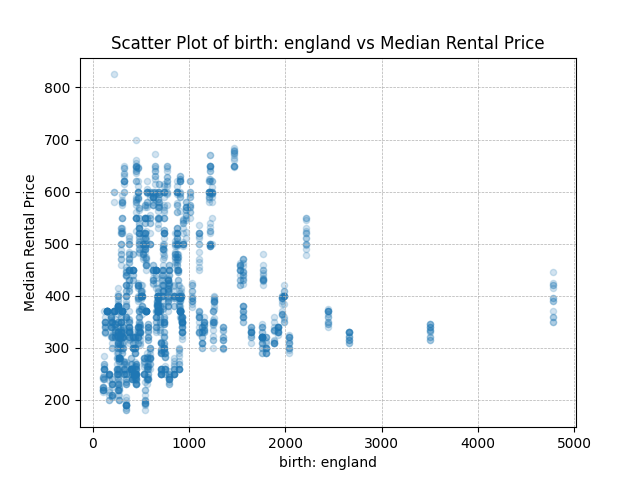 Scatter Plot of birth: england vs Median Rental Price
Median Rental Price
800
700
600
500
400
300
200
0 1000 2000 3000 4000 5000
birth: england